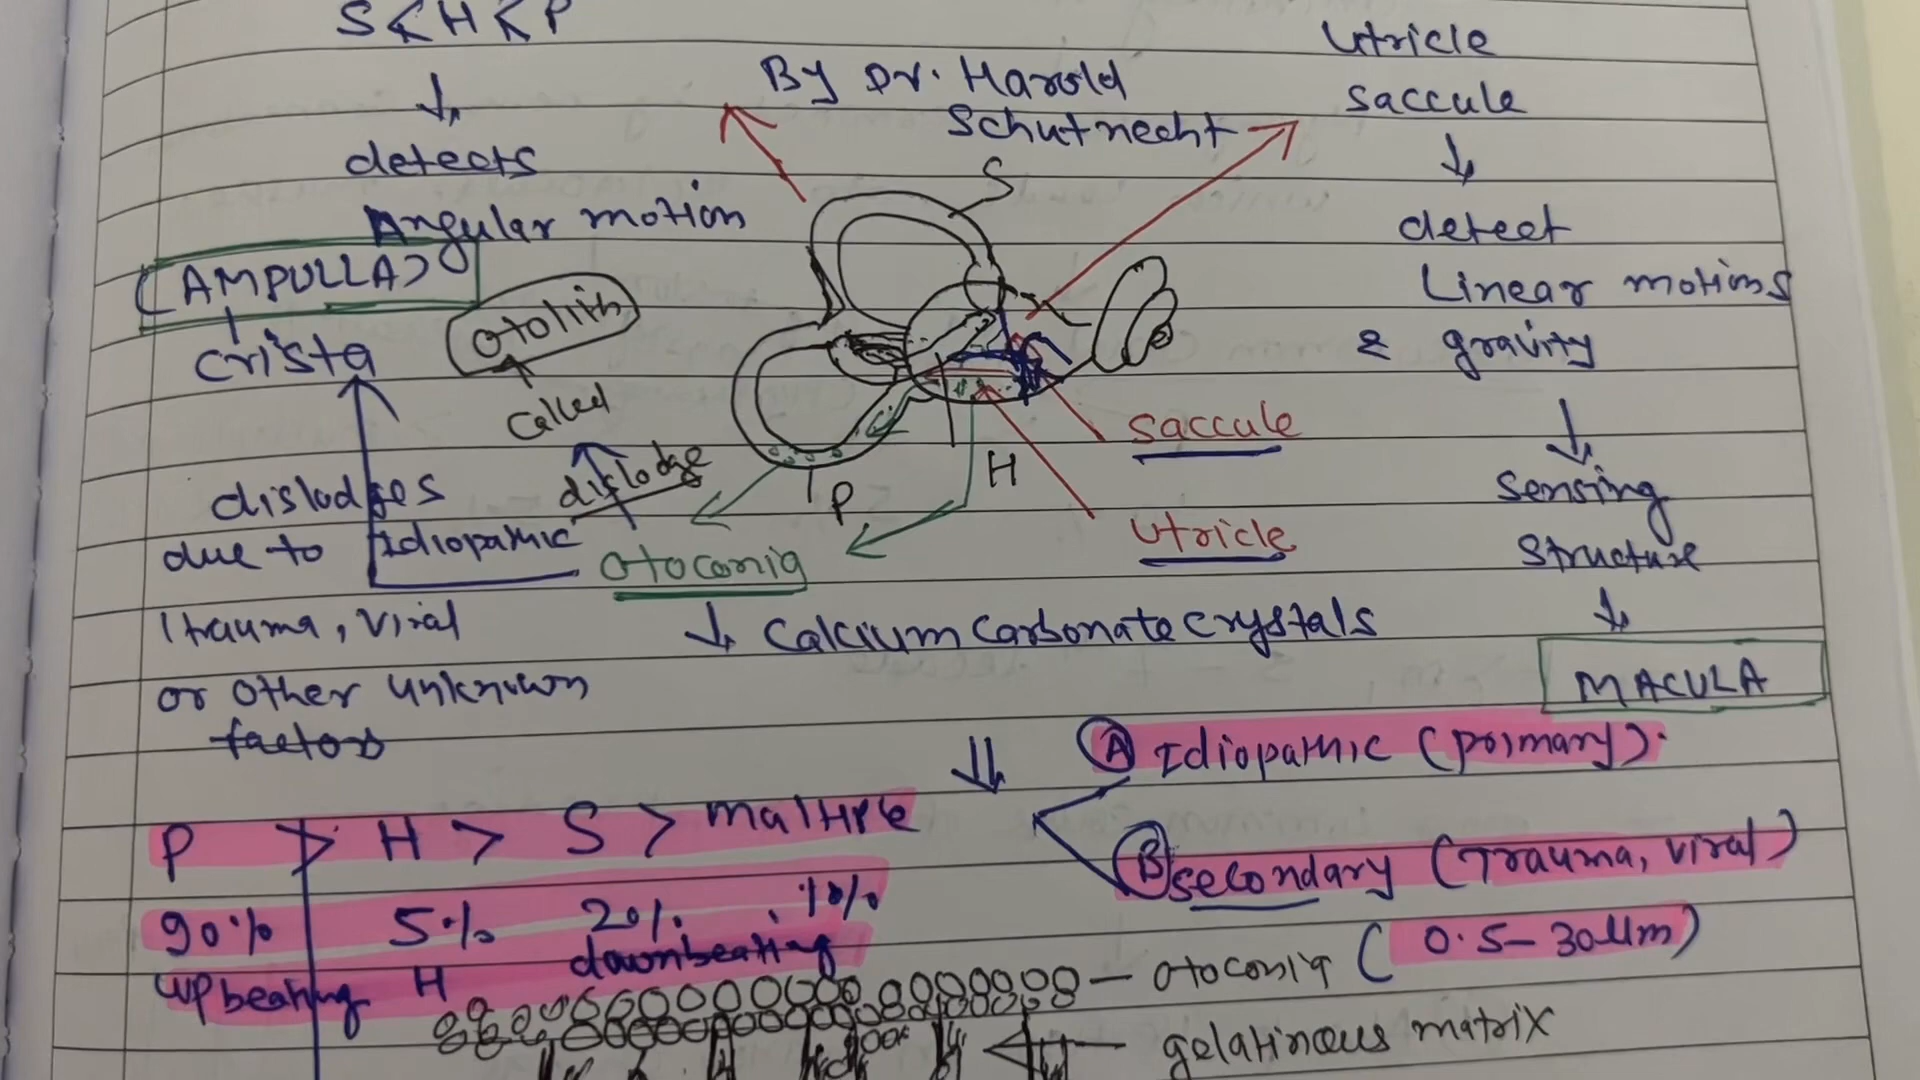 S < H < P
detects
Angular motion
(AMPULLA)
crista
By Dr. Harold
Schutnecht
Utricle
saccule
detect
Linear motions
& gravity
sensing
structure
MACULA
otolith
called
dislodge
S
P
H
saccule
utricle
otoconia
↓ calcium carbonate crystals
dislodges
due to Idiopathic
trauma, viral
or other unknown
factors
P > H > S > multiple
90% 5% 2% 1%
upbeating H downbeating
A Idiopathic (primary).
B secondary (Trauma, viral)
otoconia (0.5-30um)
gelatinous matrix